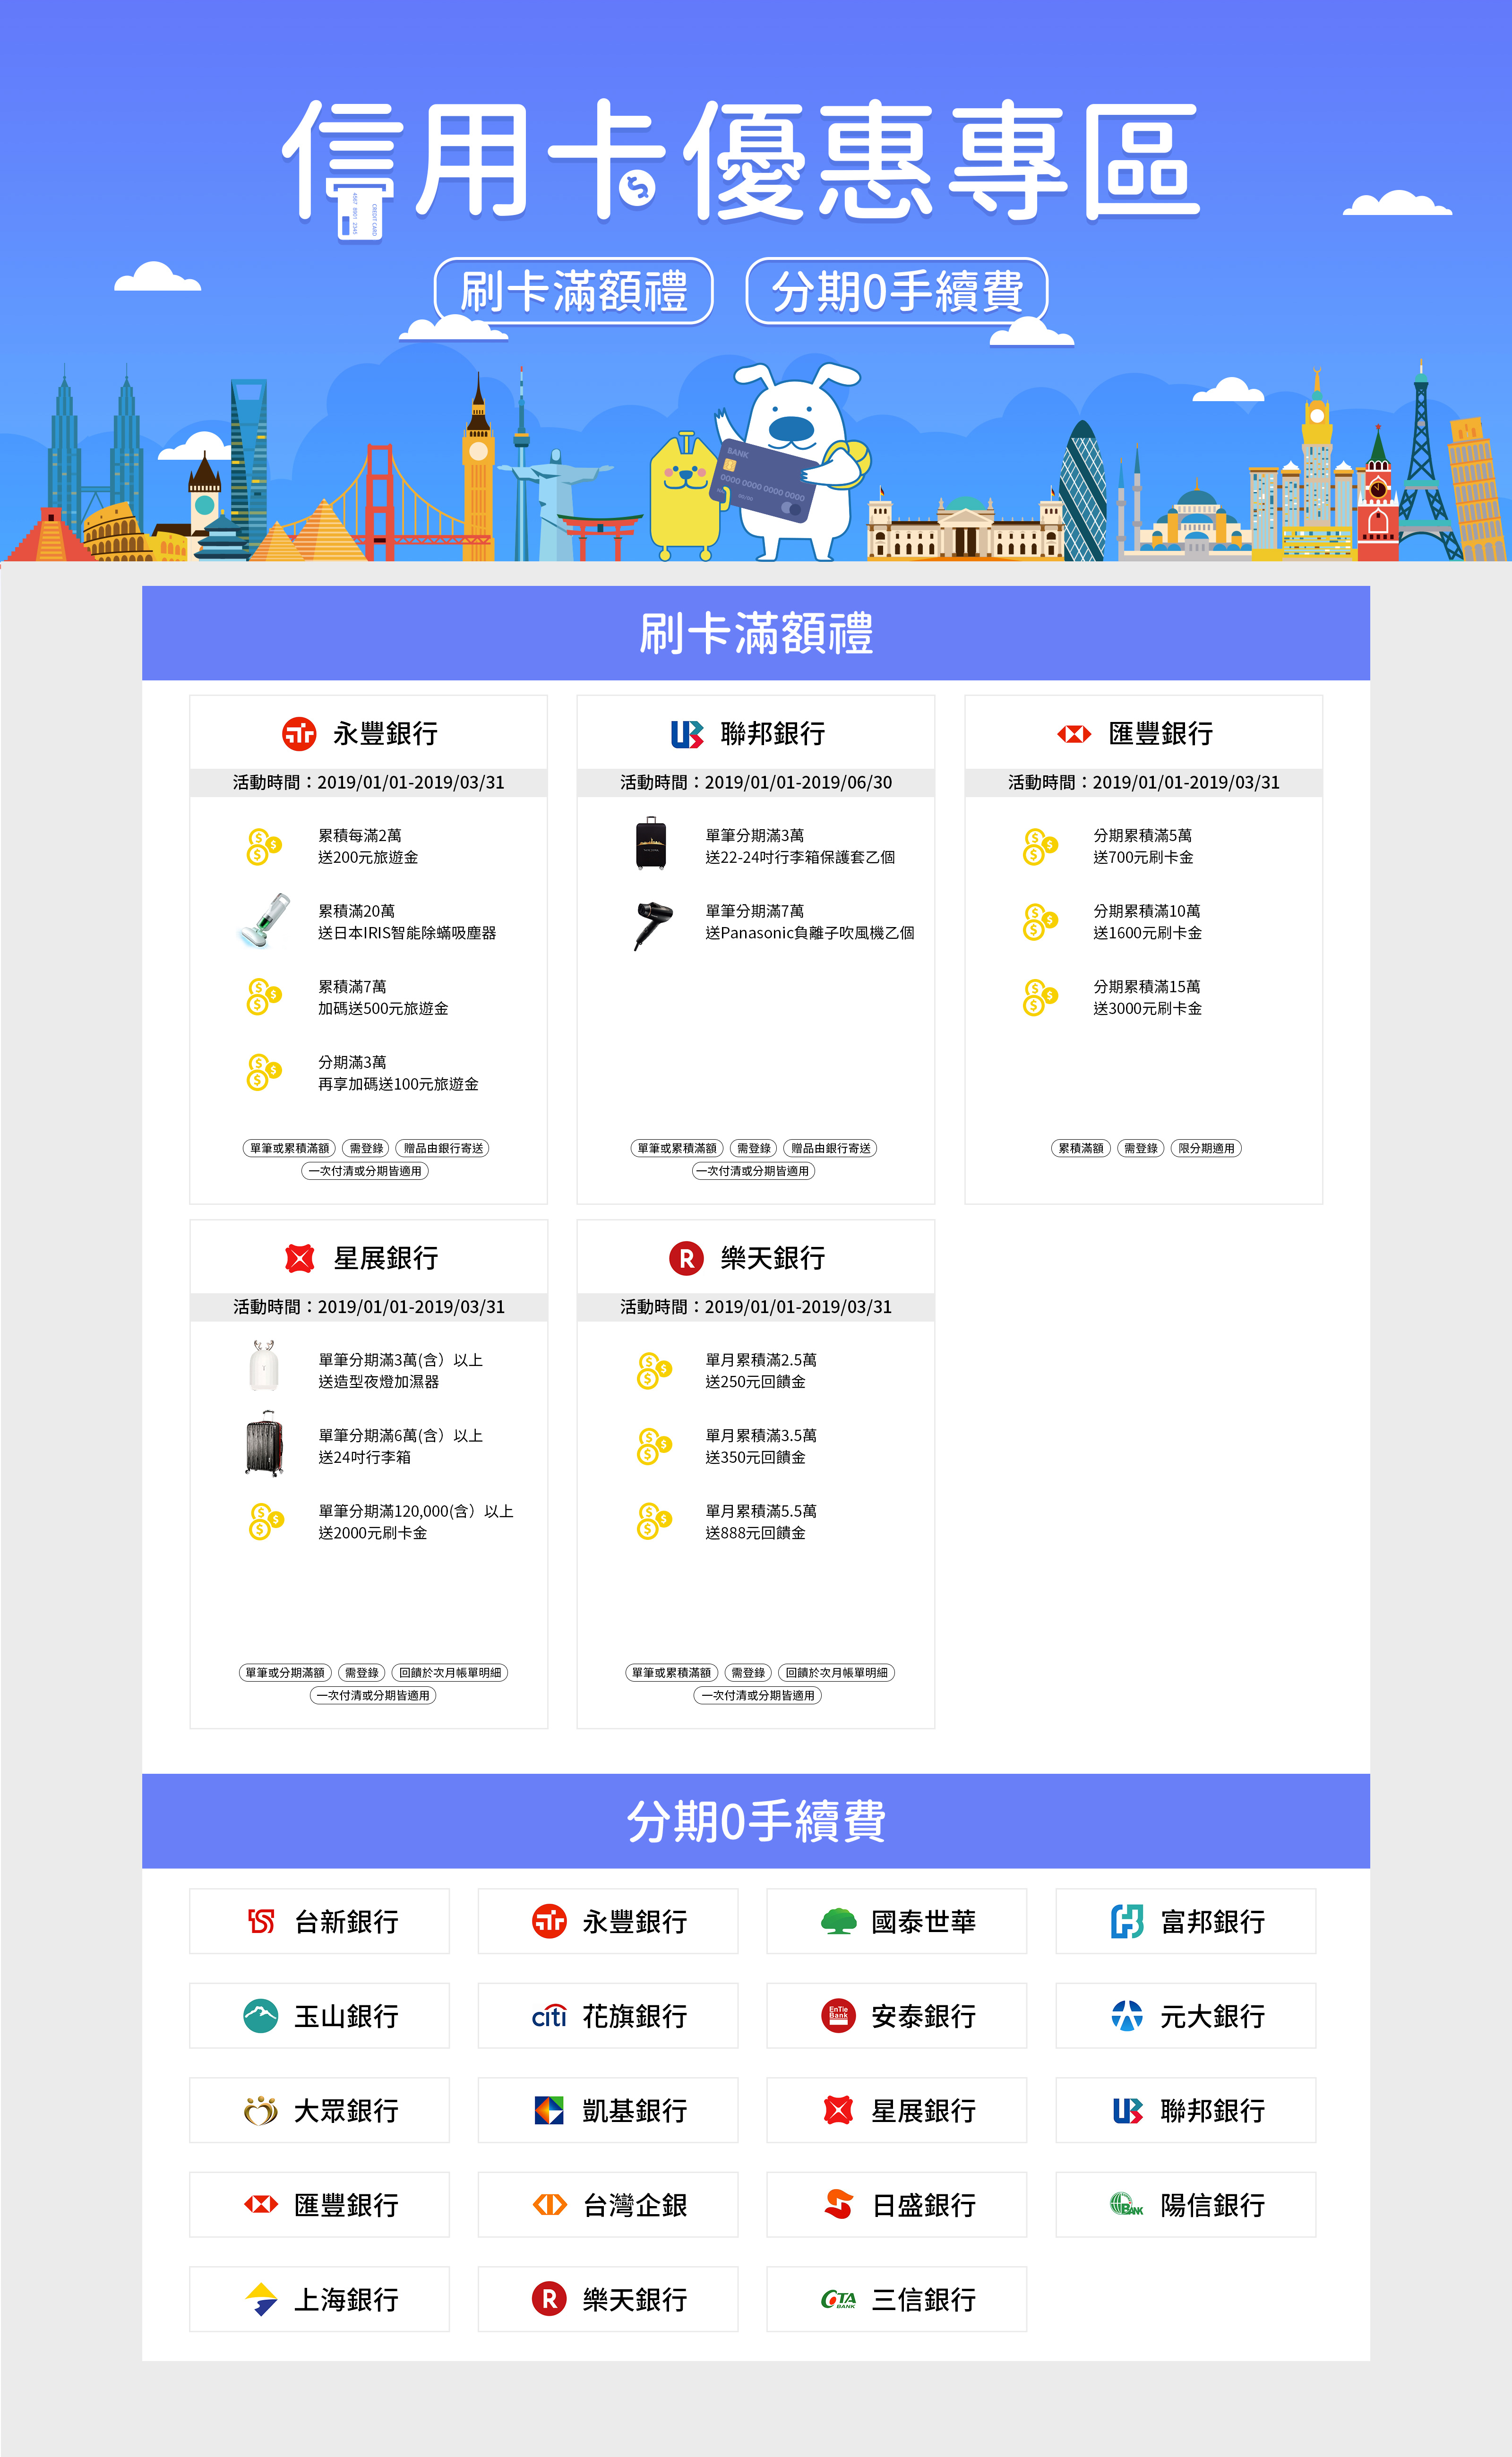 信用卡優惠專區
刷卡滿額禮
分期0手續費
BANK
0000 0000 0000 0000
刷卡滿額禮
永豐銀行
活動時間：2019/01/01-2019/03/31
累積每滿2萬
送200元旅遊金
累積滿20萬
送日本IRIS智能除蟎吸塵器
累積滿7萬
加碼送500元旅遊金
分期滿3萬
再享加碼送100元旅遊金
單筆或累積滿額 需登錄 贈品由銀行寄送
一次付清或分期皆適用
聯邦銀行
活動時間：2019/01/01-2019/06/30
單筆分期滿3萬
送22-24吋行李箱保護套乙個
單筆分期滿7萬
送Panasonic負離子吹風機乙個
單筆或累積滿額 需登錄 贈品由銀行寄送
一次付清或分期皆適用
匯豐銀行
活動時間：2019/01/01-2019/03/31
分期累積滿5萬
送700元刷卡金
分期累積滿10萬
送1600元刷卡金
分期累積滿15萬
送3000元刷卡金
累積滿額 需登錄 限分期適用
星展銀行
活動時間：2019/01/01-2019/03/31
單筆分期滿3萬(含）以上
送造型夜燈加濕器
單筆分期滿6萬(含）以上
送24吋行李箱
單筆分期滿120,000(含）以上
送2000元刷卡金
單筆或分期滿額 需登錄 回饋於次月帳單明細
一次付清或分期皆適用
R 樂天銀行
活動時間：2019/01/01-2019/03/31
單月累積滿2.5萬
送250元回饋金
單月累積滿3.5萬
送350元回饋金
單月累積滿5.5萬
送888元回饋金
單筆或累積滿額 需登錄 回饋於次月帳單明細
一次付清或分期皆適用
分期0手續費
台新銀行
永豐銀行
國泰世華
富邦銀行
玉山銀行
citi 花旗銀行
EnTie Bank 安泰銀行
元大銀行
大眾銀行
凱基銀行
星展銀行
聯邦銀行
匯豐銀行
台灣企銀
日盛銀行
BANK 陽信銀行
上海銀行
R 樂天銀行
COTA BANK 三信銀行